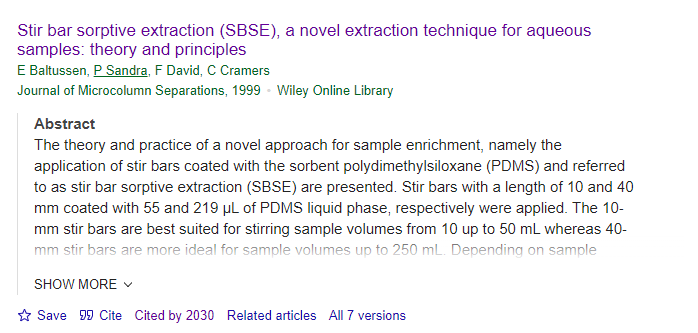 Stir bar sorptive extraction (SBSE), a novel extraction technique for aqueous
samples: theory and principles
E Baltussen, P Sandra, F David, C Cramers
Journal of Microcolumn Separations, 1999 • Wiley Online Library
Abstract
The theory and practice of a novel approach for sample enrichment, namely the
application of stir bars coated with the sorbent polydimethylsiloxane (PDMS) and referred
to as stir bar sorptive extraction (SBSE) are presented. Stir bars with a length of 10 and 40
mm coated with 55 and 219 μL of PDMS liquid phase, respectively were applied. The 10-
mm stir bars are best suited for stirring sample volumes from 10 up to 50 mL whereas 40-
mm stir bars are more ideal for sample volumes up to 250 mL. Depending on sample
SHOW MORE
Save Cite Cited by 2030 Related articles All 7 versions